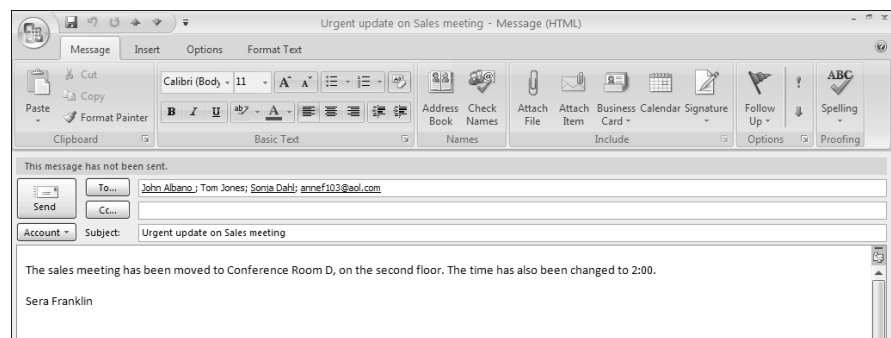 Urgent update on Sales meeting - Message (HTML)
Message Insert Options Format Text
Cut
Copy
Format Painter
Paste
Clipboard
Calibri (Body 11
Basic Text
Address Book
Check Names
Names
Attach File
Attach Item
Business Card
Calendar
Signature
Include
Follow Up
Options
ABC
Spelling
Proofing
This message has not been sent.
Send
To... John Albano ; Tom Jones; Sonja Dahl; annef103@aol.com
Cc...
Account Subject: Urgent update on Sales meeting
The sales meeting has been moved to Conference Room D, on the second floor. The time has also been changed to 2:00.
Sera Franklin